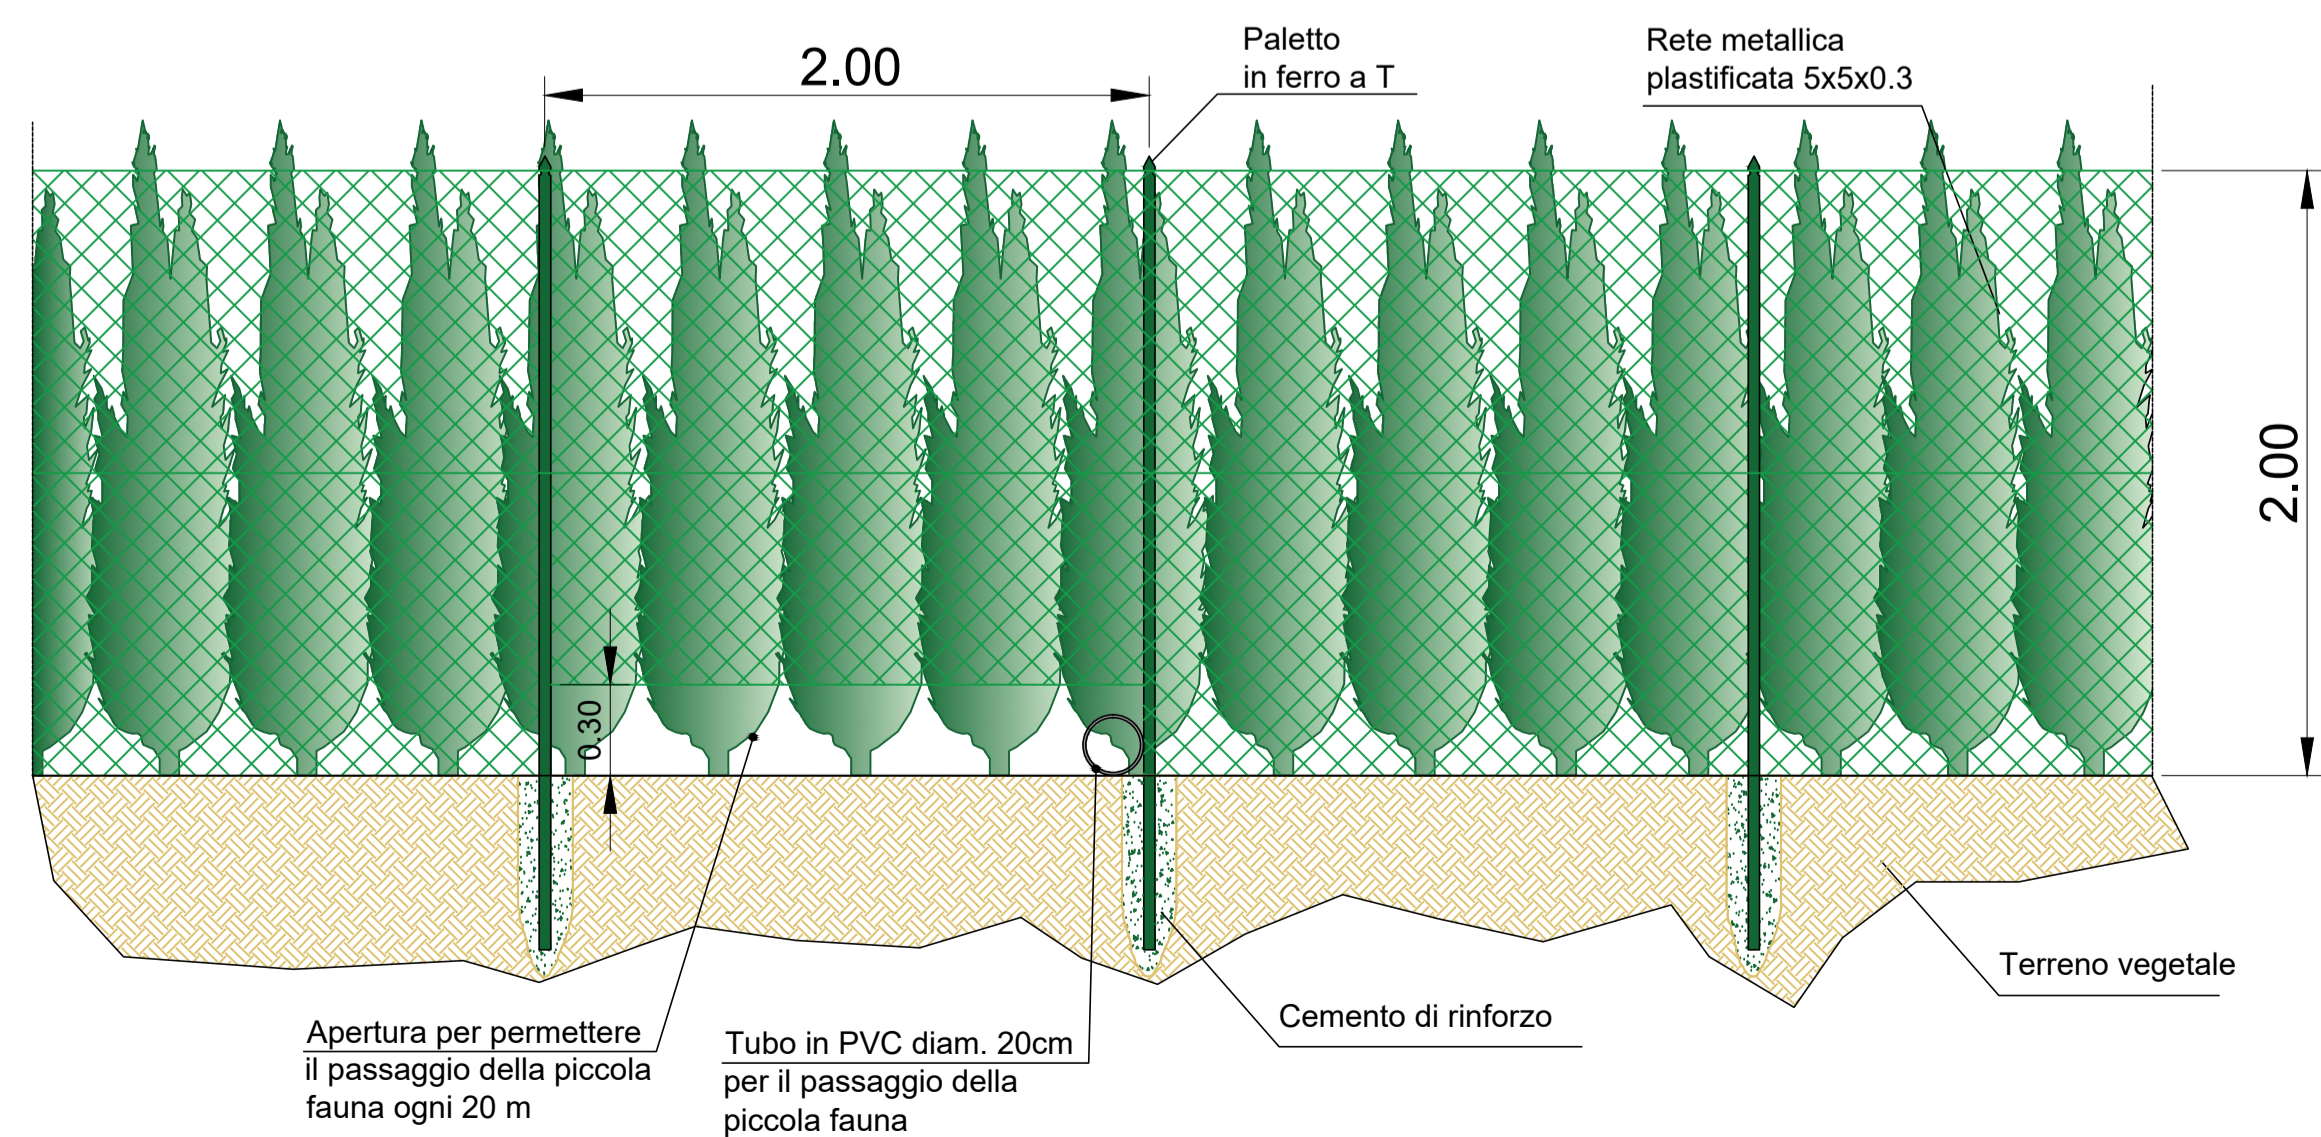 2.00
Paletto
in ferro a T
Rete metallica
plastificata 5x5x0.3
2.00
0.30
Terreno vegetale
Cemento di rinforzo
Apertura per permettere
il passaggio della piccola
fauna ogni 20 m
Tubo in PVC diam. 20cm
per il passaggio della
piccola fauna